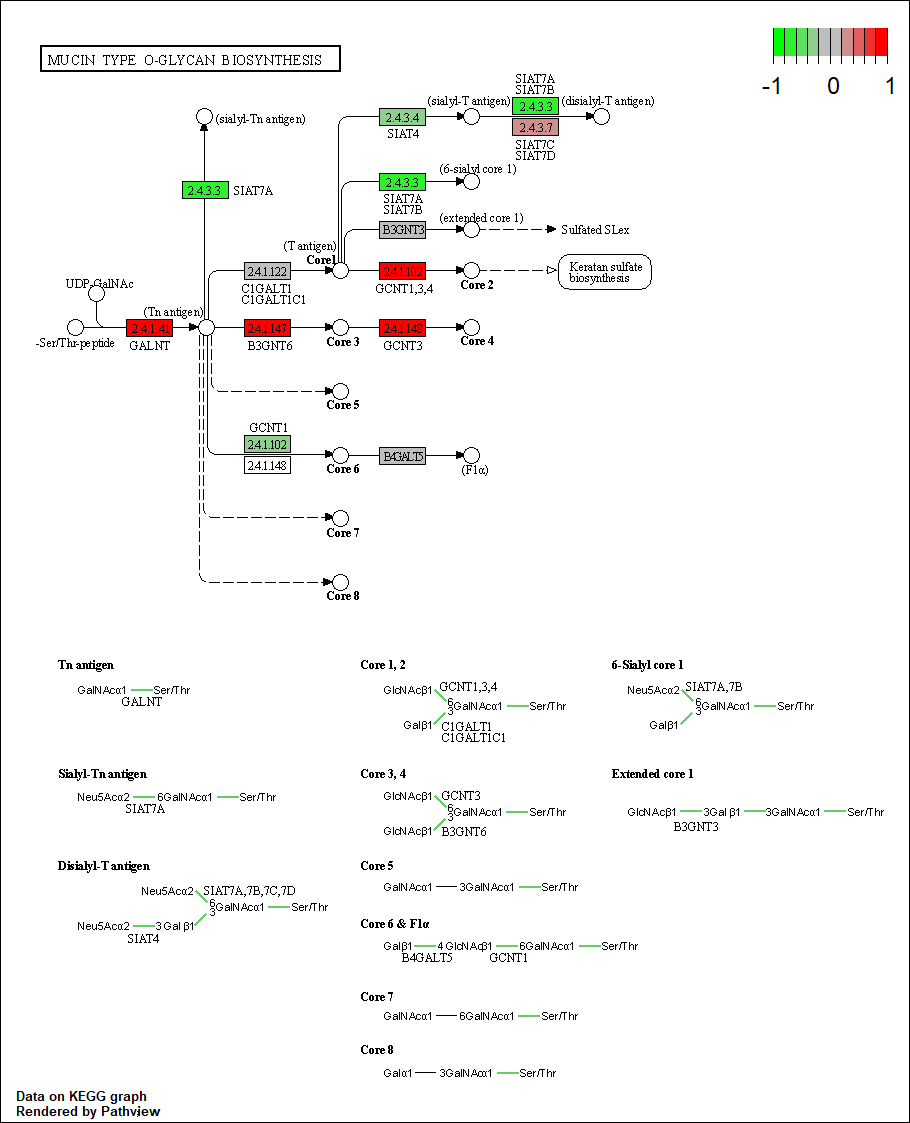 MUCIN TYPE O-GLYCAN BIOSYNTHESIS
-1 0 1
SIAT7A
SIAT7B
(sialyl-T antigen)
(disialyl-T antigen)
2.4.3.3
2.4.3.4
2.4.3.7
SIAT4
SIAT7C
SIAT7D
(sialyl-Tn antigen)
(6-sialyl core 1)
2.4.3.3
SIAT7A
2.4.3.3
SIAT7A
SIAT7B
(extended core 1)
B3GNT3
Sulfated SLex
(T antigen)
Core1
2.4.1.122
C1GALT1
C1GALT1C1
2.4.1.102
GCNT1,3,4
Core 2
Keratan sulfate
biosynthesis
UDP-GalNAc
(Tn antigen)
-Ser/Thr-peptide
2.4.1.41
GALNT
2.4.1.147
B3GNT6
Core 3
2.4.1.148
GCNT3
Core 4
Core 5
GCNT1
2.4.1.102
2.4.1.148
Core 6
B4GALT5
(F1α)
Core 7
Core 8
Tn antigen
GalNAcα1 Ser/Thr
GALNT
Core 1, 2
GlcNAcβ1 GCNT1,3,4
6
3GalNAcα1 Ser/Thr
Galβ1 C1GALT1
C1GALT1C1
6-Sialyl core 1
Neu5Acα2 SIAT7A,7B
6
3GalNAcα1 Ser/Thr
Galβ1
Sialyl-Tn antigen
Neu5Acα2 6GalNAcα1 Ser/Thr
SIAT7A
Core 3, 4
GlcNAcβ1 GCNT3
6
3GalNAcα1 Ser/Thr
GlcNAcβ1 B3GNT6
Extended core 1
GlcNAcβ1 3Gal β1 3GalNAcα1 Ser/Thr
B3GNT3
Disialyl-T antigen
Neu5Acα2 SIAT7A,7B,7C,7D
6
3GalNAcα1 Ser/Thr
Neu5Acα2 3 Gal β1
SIAT4
Core 5
GalNAcα1 3GalNAcα1 Ser/Thr
Core 6 & F1α
Galβ1 4 GlcNAcβ1 6GalNAcα1 Ser/Thr
B4GALT5 GCNT1
Core 7
GalNAcα1 6GalNAcα1 Ser/Thr
Core 8
Galα1 3GalNAcα1 Ser/Thr
Data on KEGG graph
Rendered by Pathview